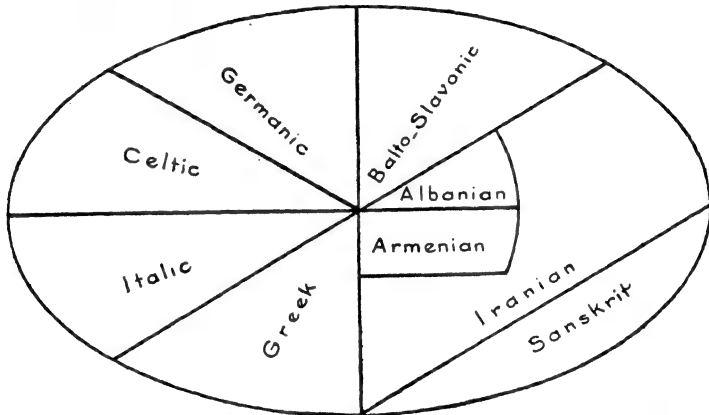 Germanic
Balto-Slavonic
Celtic
Albanian
Armenian
Italic
Greek
Iranian
Sanskrit